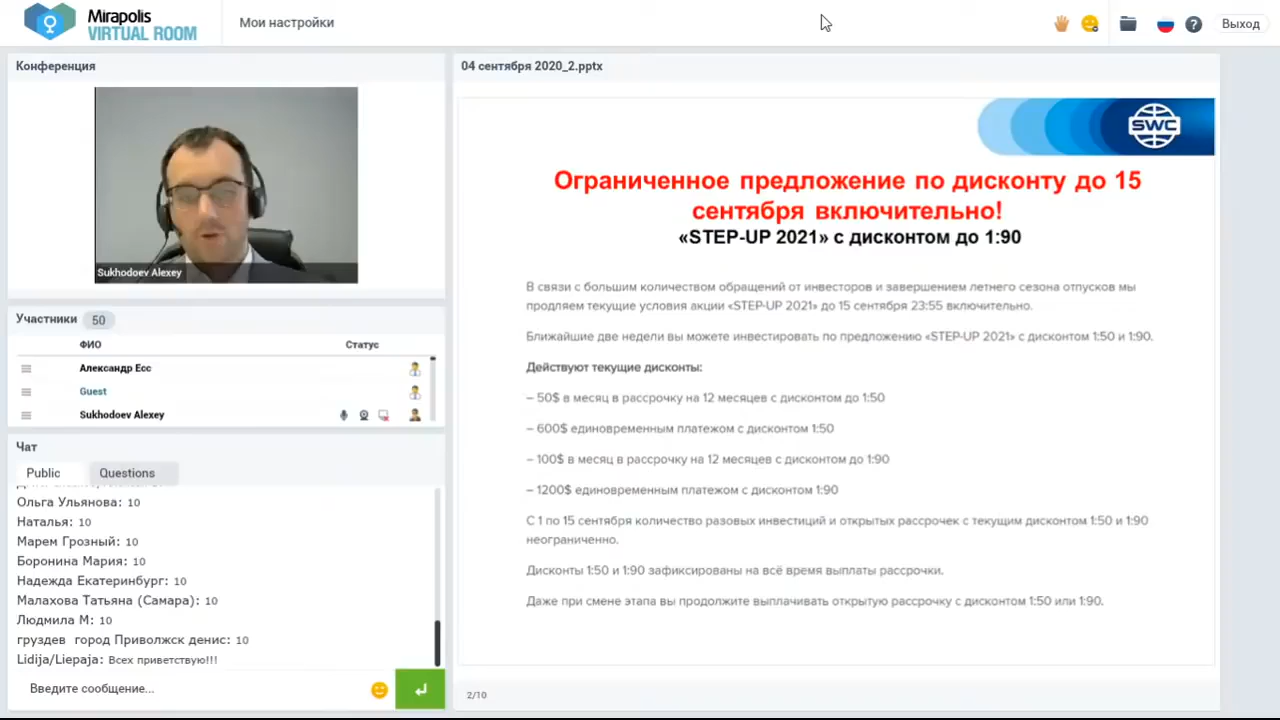 Mirapolis
VIRTUAL ROOM
Мои настройки
Выход
Конференция
Sukhodoev Alexey
Участники 50
ФИО Статус
Александр Есс
Guest
Sukhodoev Alexey
Чат
Public Questions
Ольга Ульянова: 10
Наталья: 10
Марем Грозный: 10
Боронина Мария: 10
Надежда Екатеринбург: 10
Малахова Татьяна (Самара): 10
Людмила М: 10
груздев город Приволжск денис: 10
Lidija/Liepaja: Всех приветствую!!!
Введите сообщение...
04 сентября 2020_2.pptx
SWC
Ограниченное предложение по дисконту до 15
сентября включительно!
«STEP-UP 2021» с дисконтом до 1:90
В связи с большим количеством обращений от инвесторов и завершением летнего сезона отпусков мы
продляем текущие условия акции «STEP-UP 2021» до 15 сентября 23:55 включительно.
Ближайшие две недели вы можете инвестировать по предложению «STEP-UP 2021» с дисконтом 1:50 и 1:90.
Действуют текущие дисконты:
– 50$ в месяц в рассрочку на 12 месяцев с дисконтом до 1:50
– 600$ единовременным платежом с дисконтом 1:50
– 100$ в месяц в рассрочку на 12 месяцев с дисконтом до 1:90
– 1200$ единовременным платежом с дисконтом 1:90
С 1 по 15 сентября количество разовых инвестиций и открытых рассрочек с текущим дисконтом 1:50 и 1:90
неограниченно.
Дисконты 1:50 и 1:90 зафиксированы на всё время выплаты рассрочки.
Даже при смене этапа вы продолжите выплачивать открытую рассрочку с дисконтом 1:50 или 1:90.
2/10